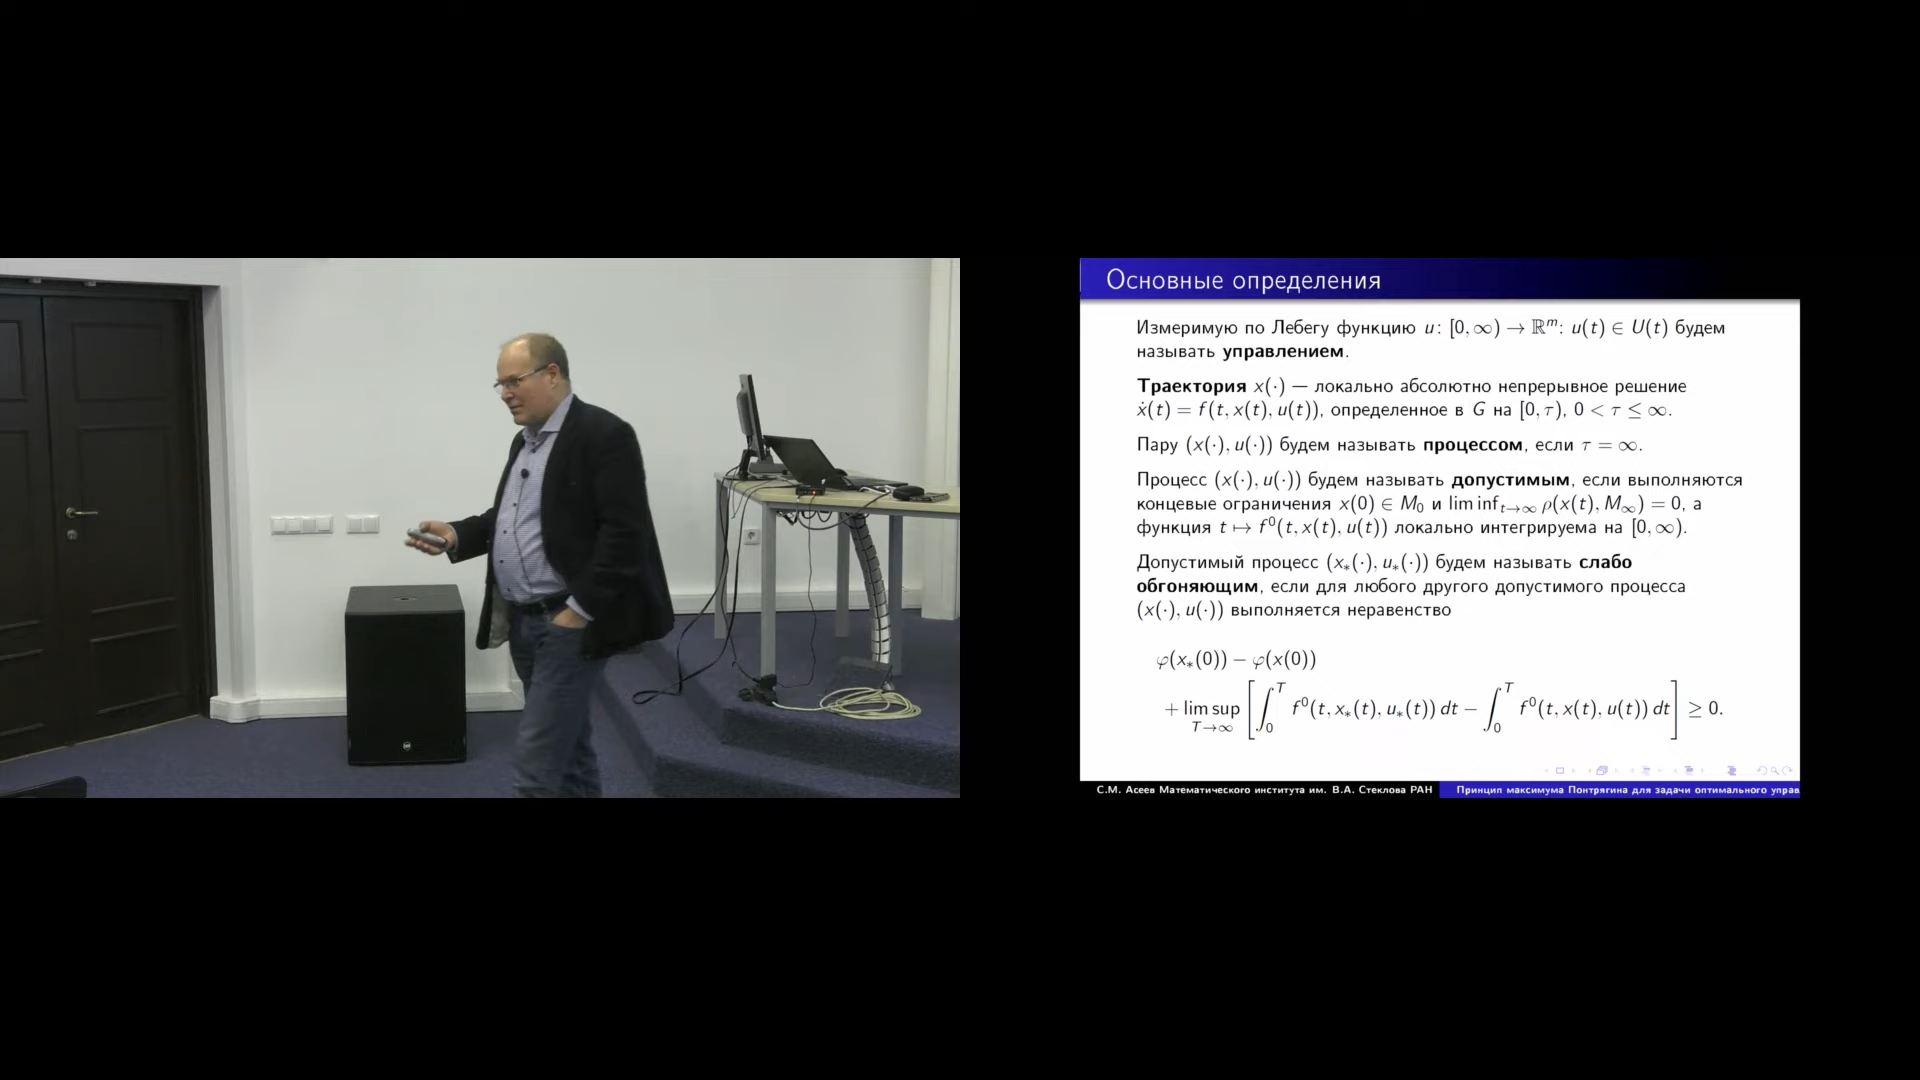 Основные определения
Измеримую по Лебегу функцию u: [0, ∞) → ℝᵐ: u(t) ∈ U(t) будем
называть управлением.
Траектория x(·) — локально абсолютно непрерывное решение
ẋ(t) = f(t, x(t), u(t)), определенное в G на [0, τ), 0 < τ ≤ ∞.
Пару (x(·), u(·)) будем называть процессом, если τ = ∞.
Процесс (x(·), u(·)) будем называть допустимым, если выполняются
концевые ограничения x(0) ∈ M₀ и lim inf_{t→∞} ρ(x(t), M_∞) = 0, а
функция t ↦ f⁰(t, x(t), u(t)) локально интегрируема на [0, ∞).
Допустимый процесс (x_*(·), u_*(·)) будем называть слабо
обгоняющим, если для любого другого допустимого процесса
(x(·), u(·)) выполняется неравенство
φ(x_*(0)) − φ(x(0))
+ lim sup_{T→∞} [∫₀ᵀ f⁰(t, x_*(t), u_*(t)) dt − ∫₀ᵀ f⁰(t, x(t), u(t)) dt] ≥ 0.
С.М. Асеев Математического института им. В.А. Стеклова РАН Принцип максимума Понтрягина для задачи оптимального управ